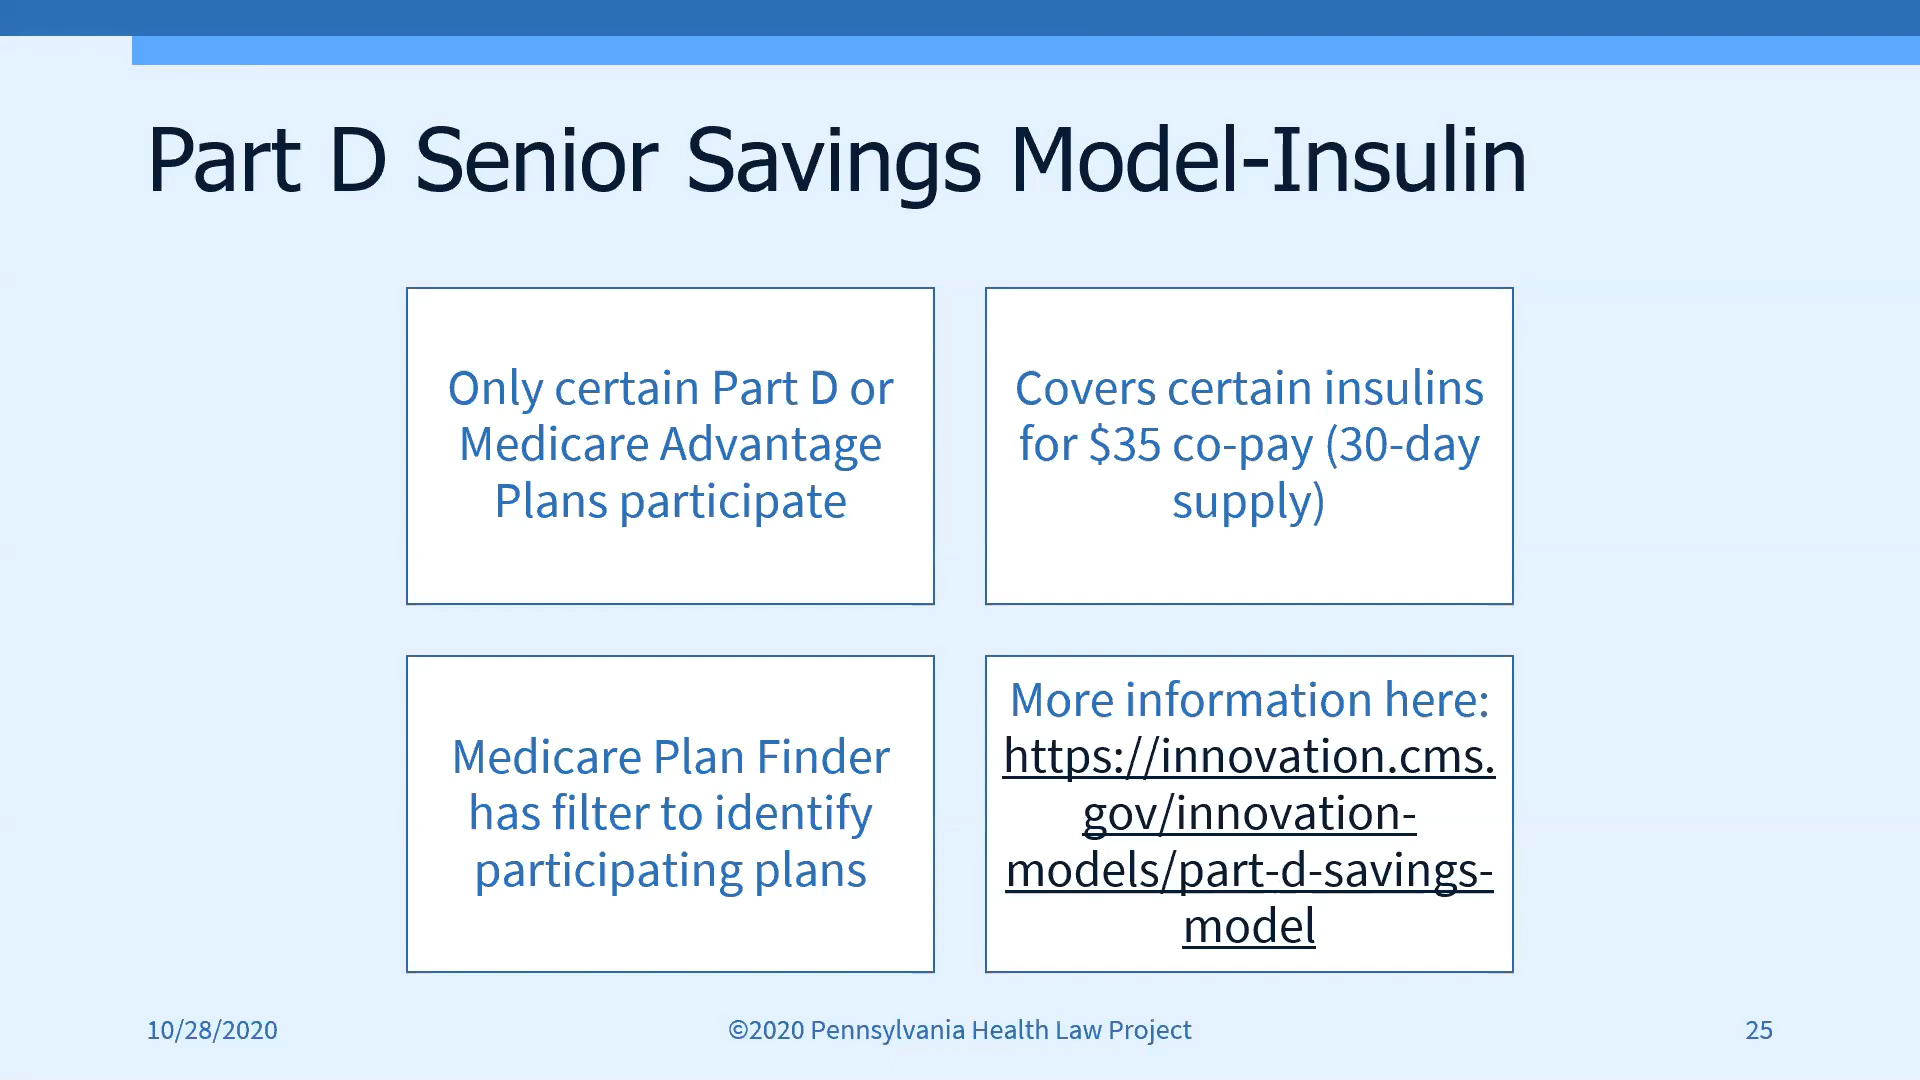 Part D Senior Savings Model-Insulin
Only certain Part D or
Medicare Advantage
Plans participate
Covers certain insulins
for $35 co-pay (30-day
supply)
Medicare Plan Finder
has filter to identify
participating plans
More information here:
https://innovation.cms.
gov/innovation-
models/part-d-savings-
model
10/28/2020
©2020 Pennsylvania Health Law Project
25